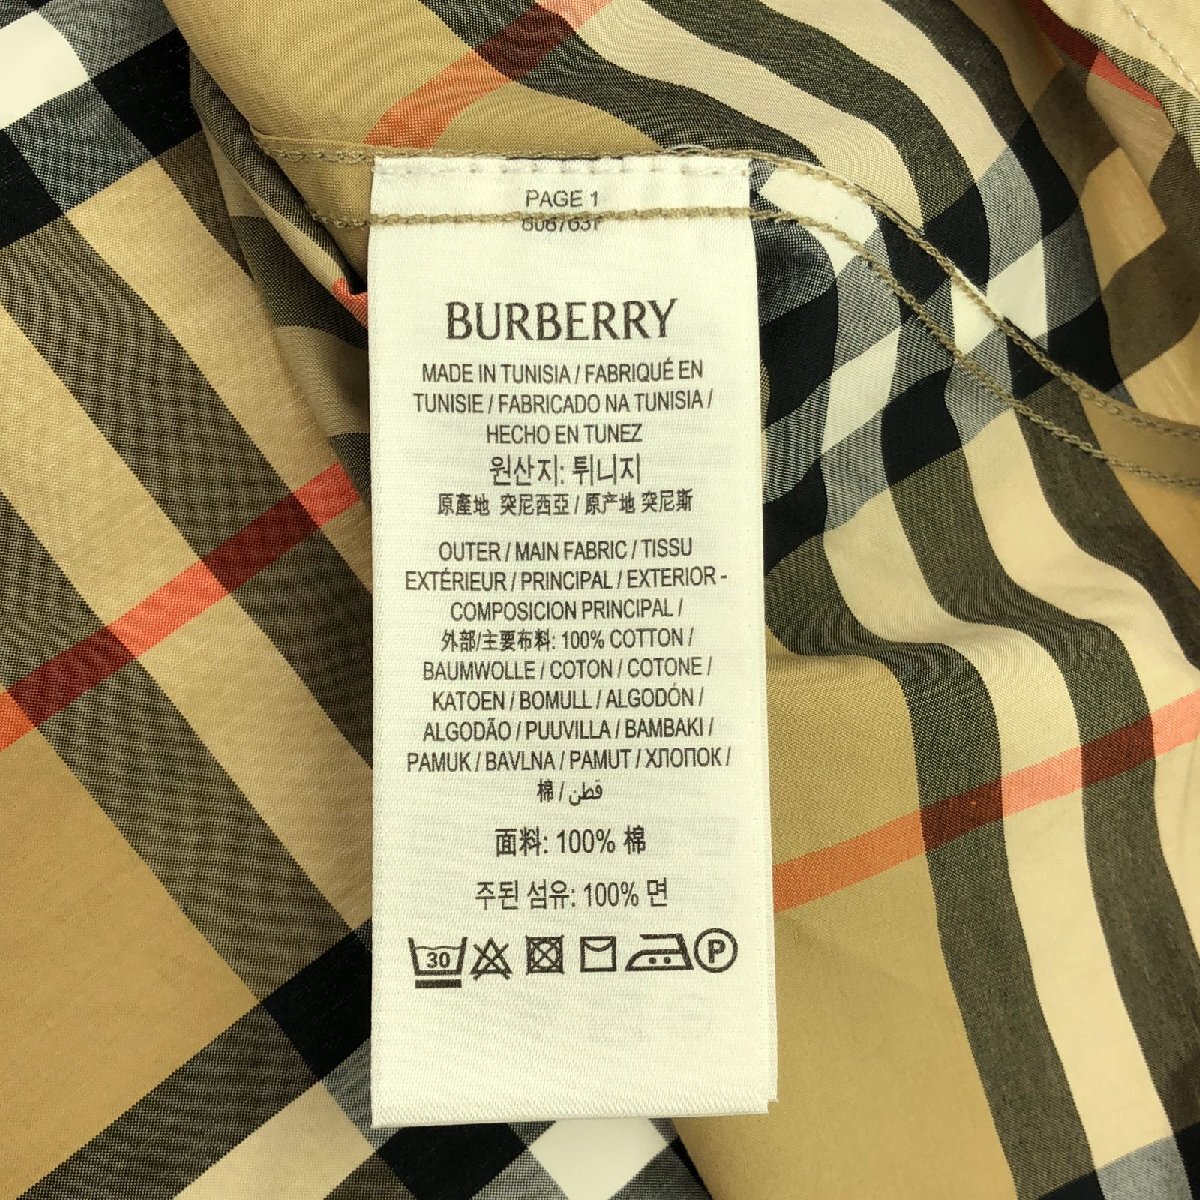 PAGE 1
BURBERRY
MADE IN TUNISIA / FABRIQUÉ EN
TUNISIE / FABRICADO NA TUNISIA /
HECHO EN TUNEZ
원산지: 튀니지
原產地 突尼西亞 / 原产地 突尼斯
OUTER / MAIN FABRIC / TISSU
EXTÉRIEUR / PRINCIPAL / EXTERIOR -
COMPOSICION PRINCIPAL /
外部/主要布料: 100% COTTON /
BAUMWOLLE / COTON / COTONE /
KATOEN / BOMULL / ALGODÓN /
ALGODÃO / PUUVILLA / BAMBAKI /
PAMUK / BAVLNA / PAMUT / ХЛОПОК /
棉 / قطن
面料: 100% 棉
주된 섬유: 100% 면
30 P